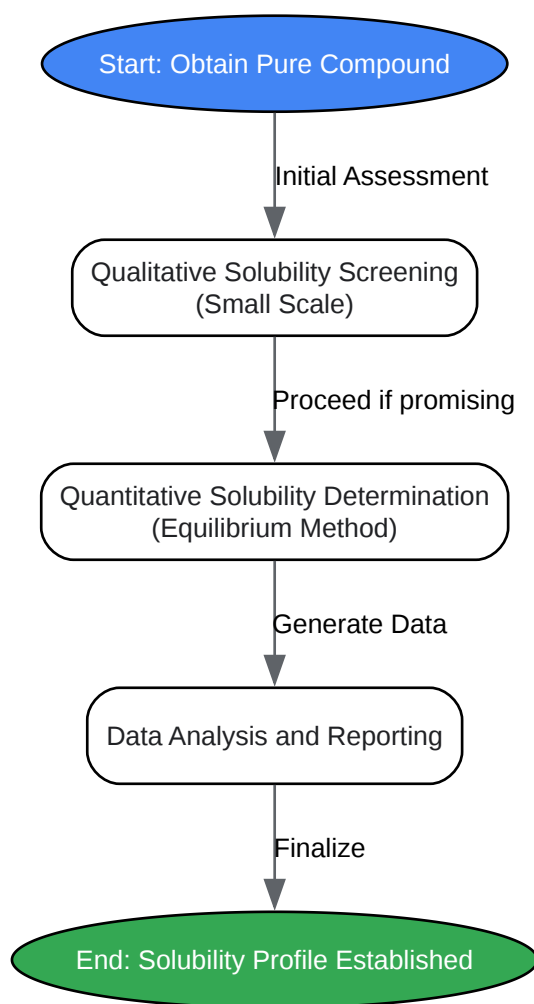 Start: Obtain Pure Compound
Initial Assessment
Qualitative Solubility Screening
(Small Scale)
Proceed if promising
Quantitative Solubility Determination
(Equilibrium Method)
Generate Data
Data Analysis and Reporting
Finalize
End: Solubility Profile Established